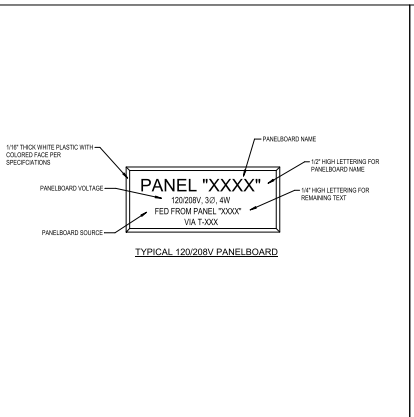 1/16" THICK WHITE PLASTIC WITH
COLORED FACE PER
SPECIFCIATIONS
PANELBOARD NAME
1/2" HIGH LETTERING FOR
PANELBOARD NAME
PANELBOARD VOLTAGE
PANEL "XXXX"
120/208V, 3Ø, 4W
FED FROM PANEL "XXXX"
VIA T-XXX
1/4" HIGH LETTERING FOR
REMAINING TEXT
PANELBOARD SOURCE
TYPICAL 120/208V PANELBOARD